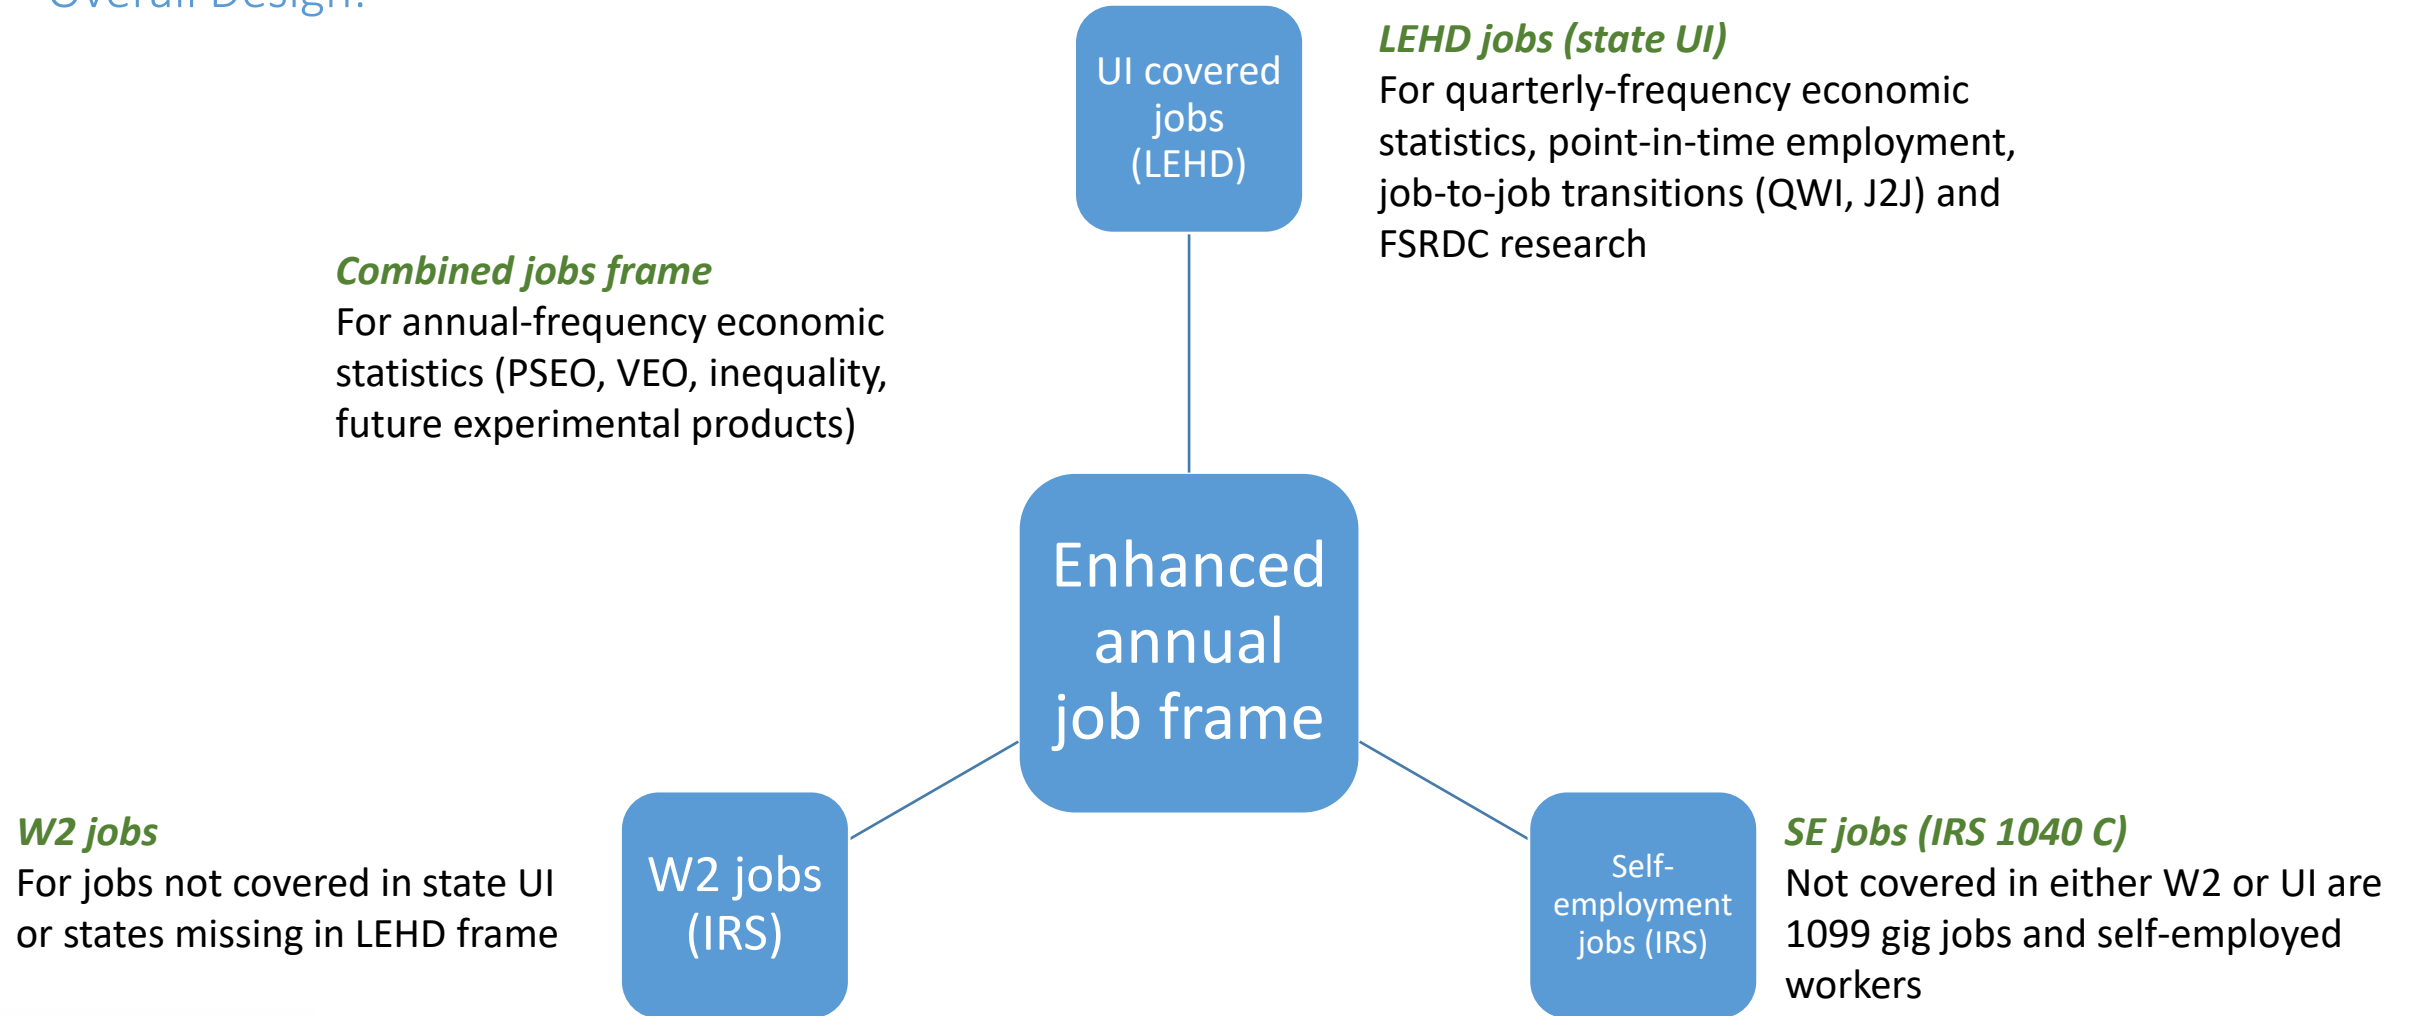 Overall Design:
UI covered
jobs
(LEHD)
LEHD jobs (state UI)
For quarterly-frequency economic
statistics, point-in-time employment,
job-to-job transitions (QWI, J2J) and
FSRDC research
Combined jobs frame
For annual-frequency economic
statistics (PSEO, VEO, inequality,
future experimental products)
Enhanced
annual
job frame
W2 jobs
For jobs not covered in state UI
or states missing in LEHD frame
W2 jobs
(IRS)
Self-
employment
jobs (IRS)
SE jobs (IRS 1040 C)
Not covered in either W2 or UI are
1099 gig jobs and self-employed
workers